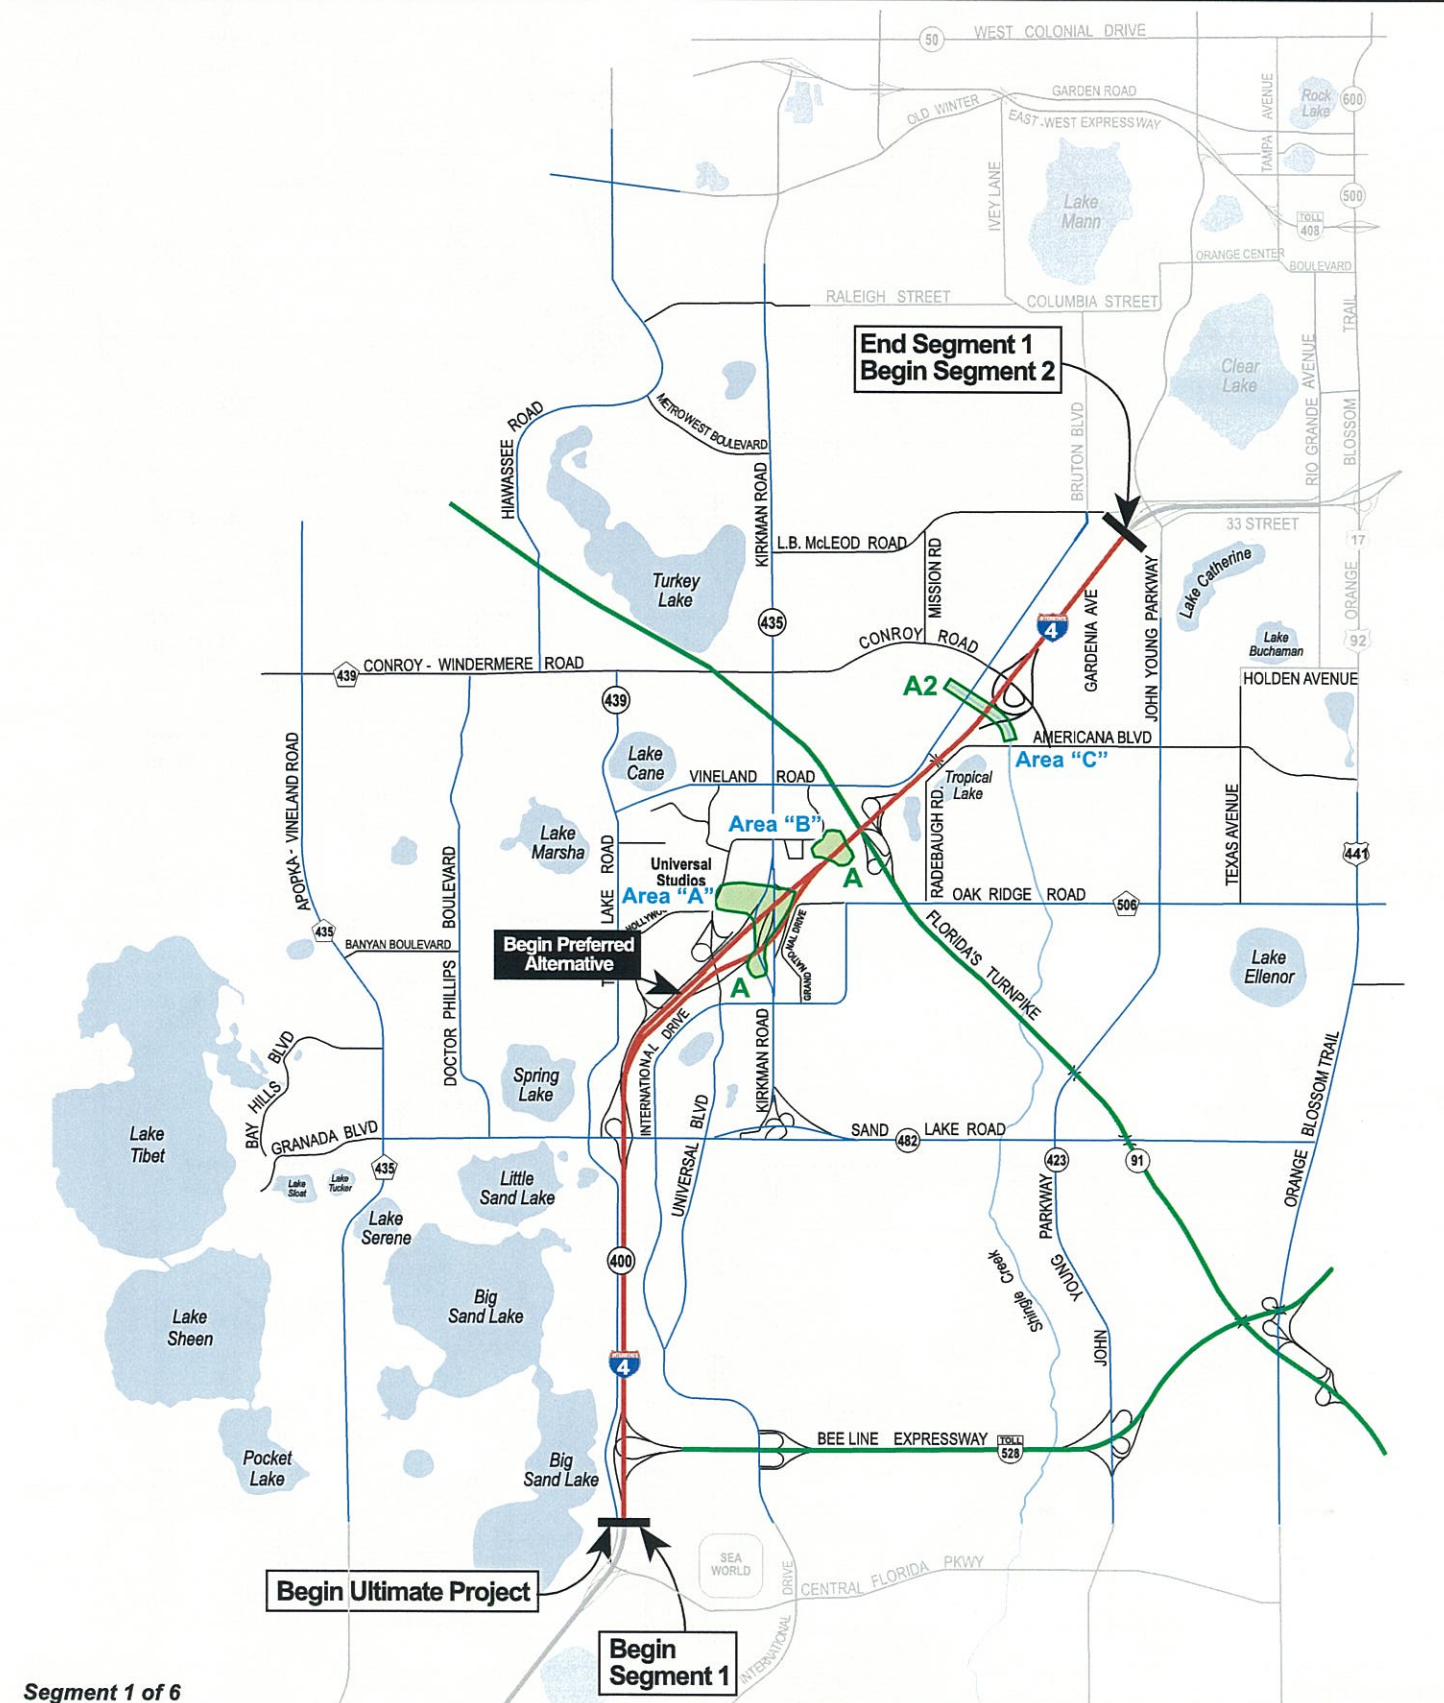 WEST COLONIAL DRIVE
50
GARDEN ROAD
OLD WINTER
EAST-WEST EXPRESSWAY
TAMPA AVENUE
Rock
Lake
600
IVEY LANE
Lake
Mann
500
TOLL
408
ORANGE CENTER
BOULEVARD
RALEIGH STREET
COLUMBIA STREET
TRAIL
End Segment 1
Begin Segment 2
Clear
Lake
RIO GRANDE AVENUE
BLOSSOM
BRUTON BLVD
HIAWASSEE ROAD
METROWEST BOULEVARD
KIRKMAN ROAD
33 STREET
17
L.B. McLEOD ROAD
MISSION RD
Turkey
Lake
Lake Catherine
ORANGE
435
4
GARDENIA AVE
JOHN YOUNG PARKWAY
92
Lake
Buchaman
CONROY ROAD
CONROY - WINDERMERE ROAD
439
439
HOLDEN AVENUE
A2
AMERICANA BLVD
Area “C”
APOPKA - VINELAND ROAD
Lake
Cane
VINELAND ROAD
Tropical
Lake
Area “B”
Lake
Marsha
RADEBAUGH RD.
TEXAS AVENUE
441
Universal
Studios
A
Area “A”
OAK RIDGE ROAD
506
LAKE ROAD
HOLLYWO
DOCTOR PHILLIPS BOULEVARD
435
BANYAN BOULEVARD
Begin Preferred
Alternative
T
GRAND NATIONAL DRIVE
FLORIDA'S TURNPIKE
Lake
Ellenor
A
INTERNATIONAL DRIVE
KIRKMAN ROAD
BAY HILLS BLVD
Spring
Lake
UNIVERSAL BLVD
ORANGE BLOSSOM TRAIL
Lake
Tibet
GRANADA BLVD
SAND
482
LAKE ROAD
435
423
91
Lake
Sloat
Lake
Tucker
Little
Sand Lake
Lake
Serene
400
Shingle Creek
JOHN YOUNG PARKWAY
Lake
Sheen
Big
Sand Lake
4
BEE LINE EXPRESSWAY
TOLL
528
Pocket
Lake
Big
Sand Lake
SEA
WORLD
INTERNATIONAL DRIVE
CENTRAL FLORIDA PKWY
Begin Ultimate Project
Begin
Segment 1
Segment 1 of 6